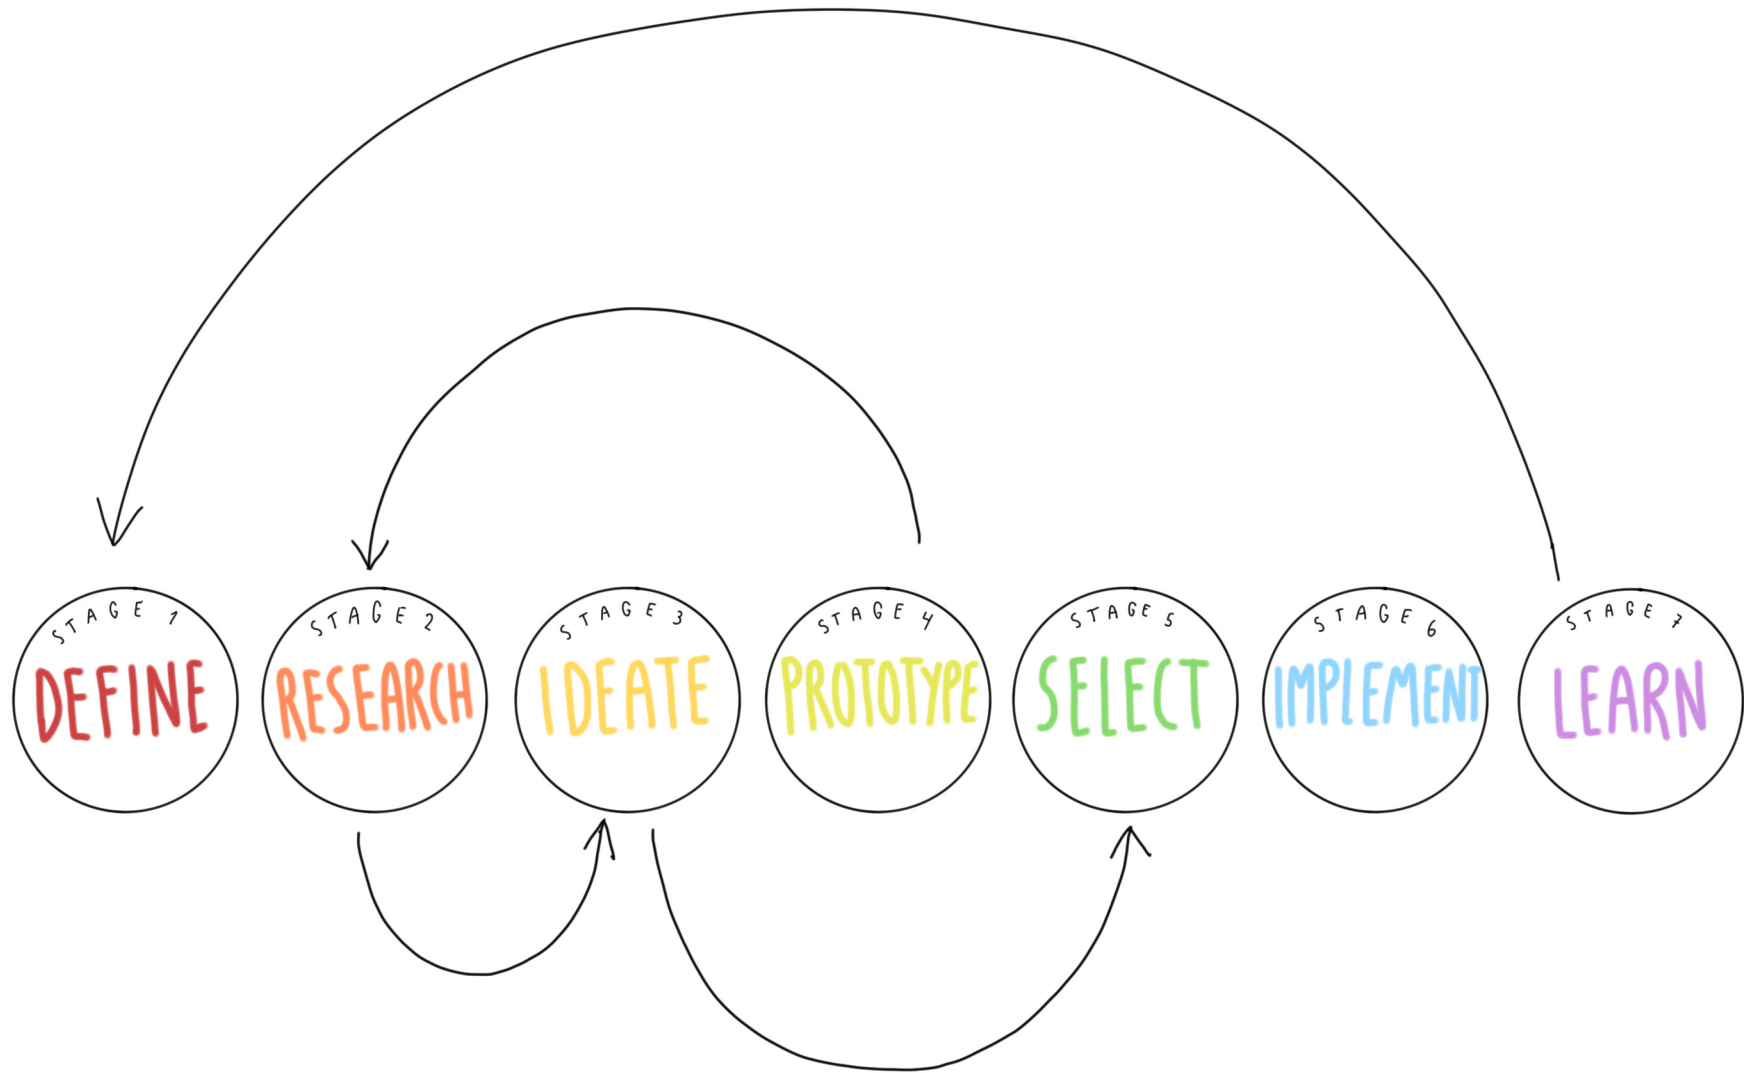 STAGE 1
DEFINE
STAGE 2
RESEARCH
STAGE 3
IDEATE
STAGE 4
PROTOTYPE
STAGE 5
SELECT
STAGE 6
IMPLEMENT
STAGE 7
LEARN